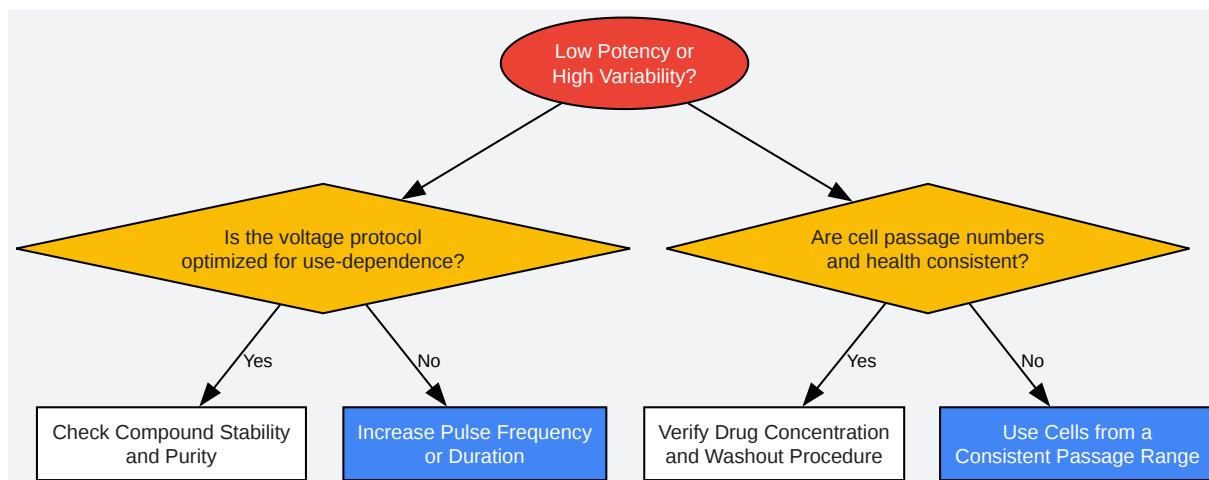 Low Potency or
High Variability?
Is the voltage protocol
optimized for use-dependence?
Are cell passage numbers
and health consistent?
Yes
No
Yes
No
Check Compound Stability
and Purity
Increase Pulse Frequency
or Duration
Verify Drug Concentration
and Washout Procedure
Use Cells from a
Consistent Passage Range